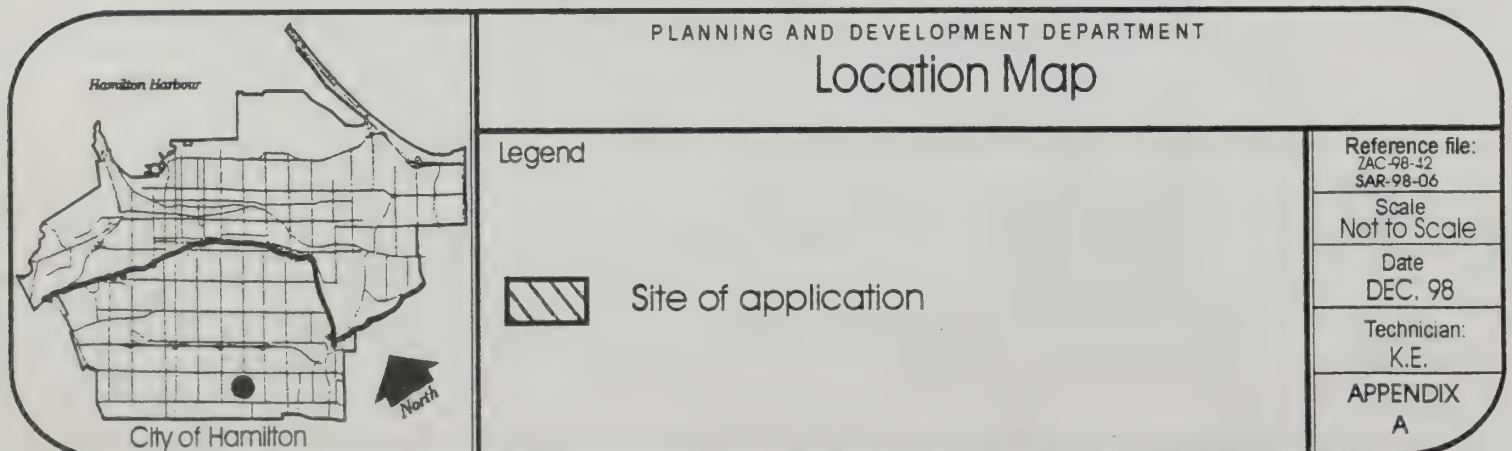 Hamilton Harbour
North
City of Hamilton
PLANNING AND DEVELOPMENT DEPARTMENT
Location Map
Legend
Site of application
Reference file:
ZAC-98-42
SAR-98-06
Scale
Not to Scale
Date
DEC. 98
Technician:
K.E.
APPENDIX
A